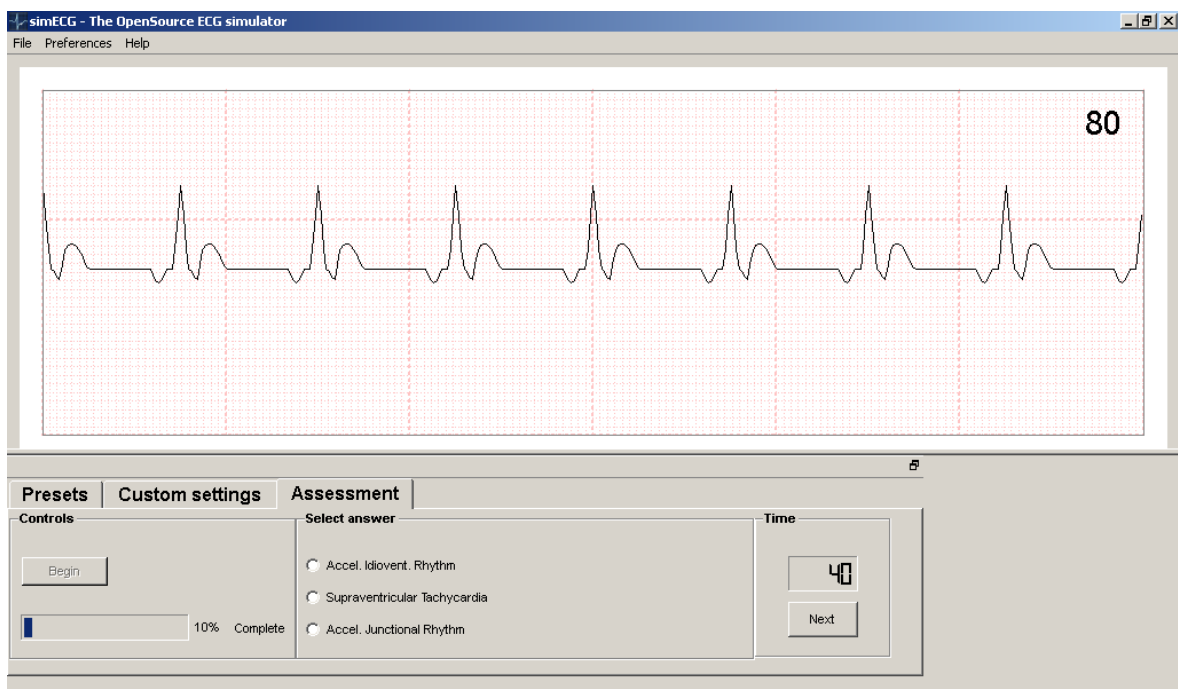 simECG - The OpenSource ECG simulator
File Preferences Help
80
Presets Custom settings Assessment
Controls
Begin
10% Complete
Select answer
Accel. Idiovent. Rhythm
Supraventricular Tachycardia
Accel. Junctional Rhythm
Time
40
Next